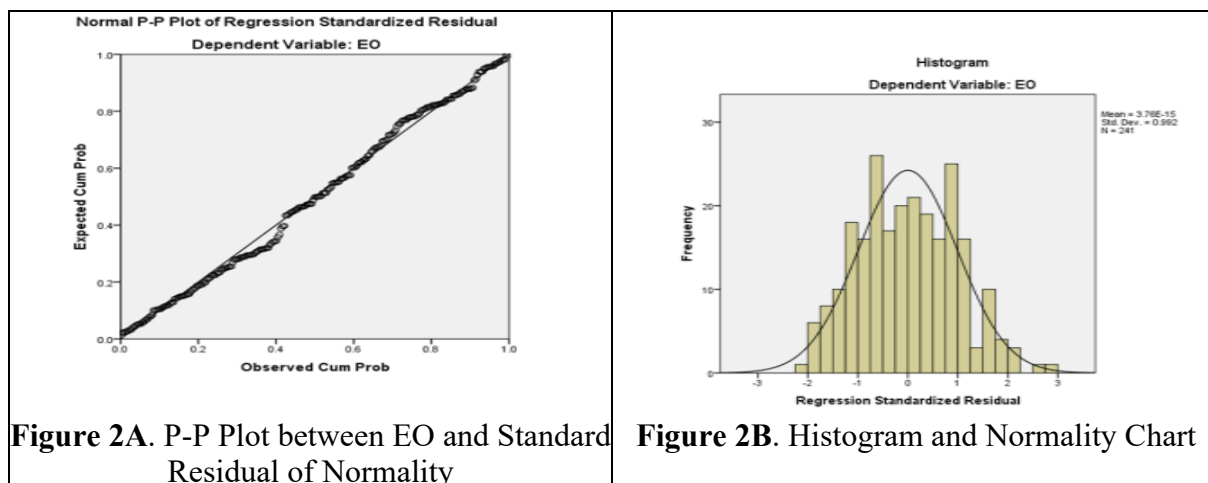 Normal P-P Plot of Regression Standardized Residual
Dependent Variable: EO
1.0
0.8
0.6
0.4
0.2
0.0
0.0 0.2 0.4 0.6 0.8 1.0
Expected Cum Prob
Observed Cum Prob
Figure 2A. P-P Plot between EO and Standard
Residual of Normality
Histogram
Dependent Variable: EO
Mean = 3.76E-15
Std. Dev. = 0.992
N = 241
30
20
10
0
-3 -2 -1 0 1 2 3
Frequency
Regression Standardized Residual
Figure 2B. Histogram and Normality Chart